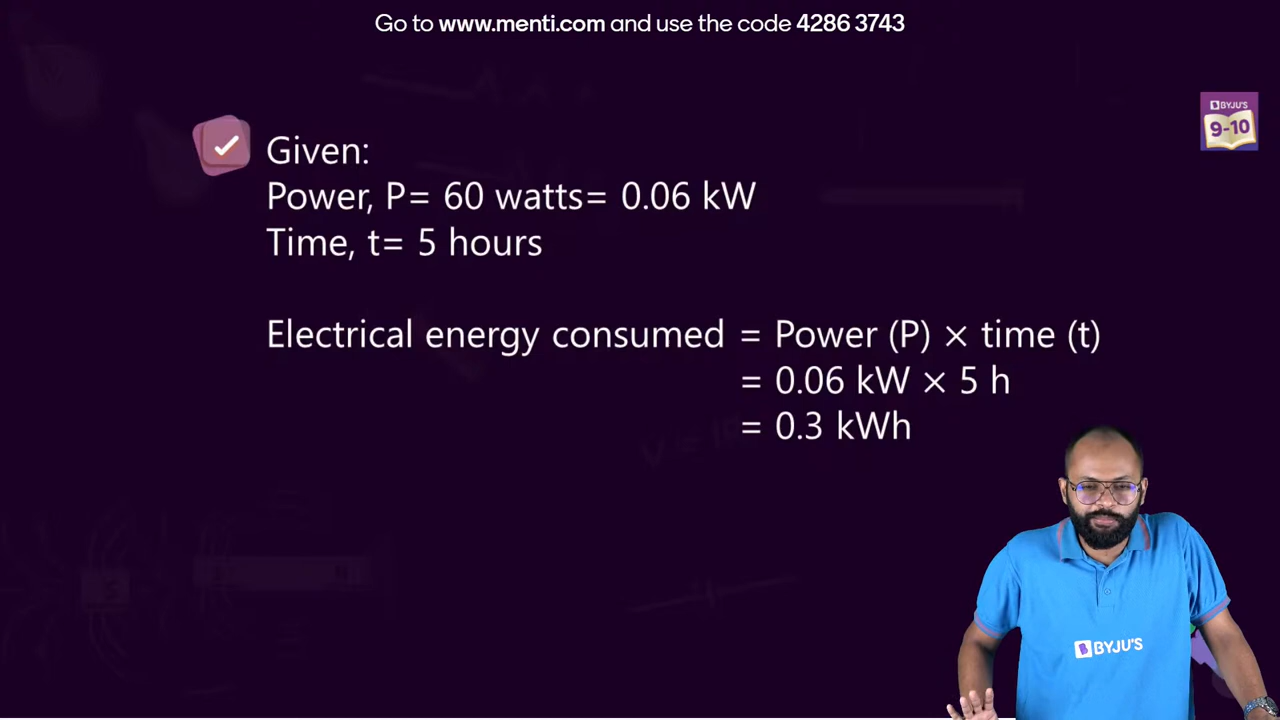 Go to www.menti.com and use the code 4286 3743
BYJU'S
9-10
Given:
Power, P= 60 watts= 0.06 kW
Time, t= 5 hours
Electrical energy consumed = Power (P) × time (t)
= 0.06 kW × 5 h
= 0.3 kWh
BYJU'S